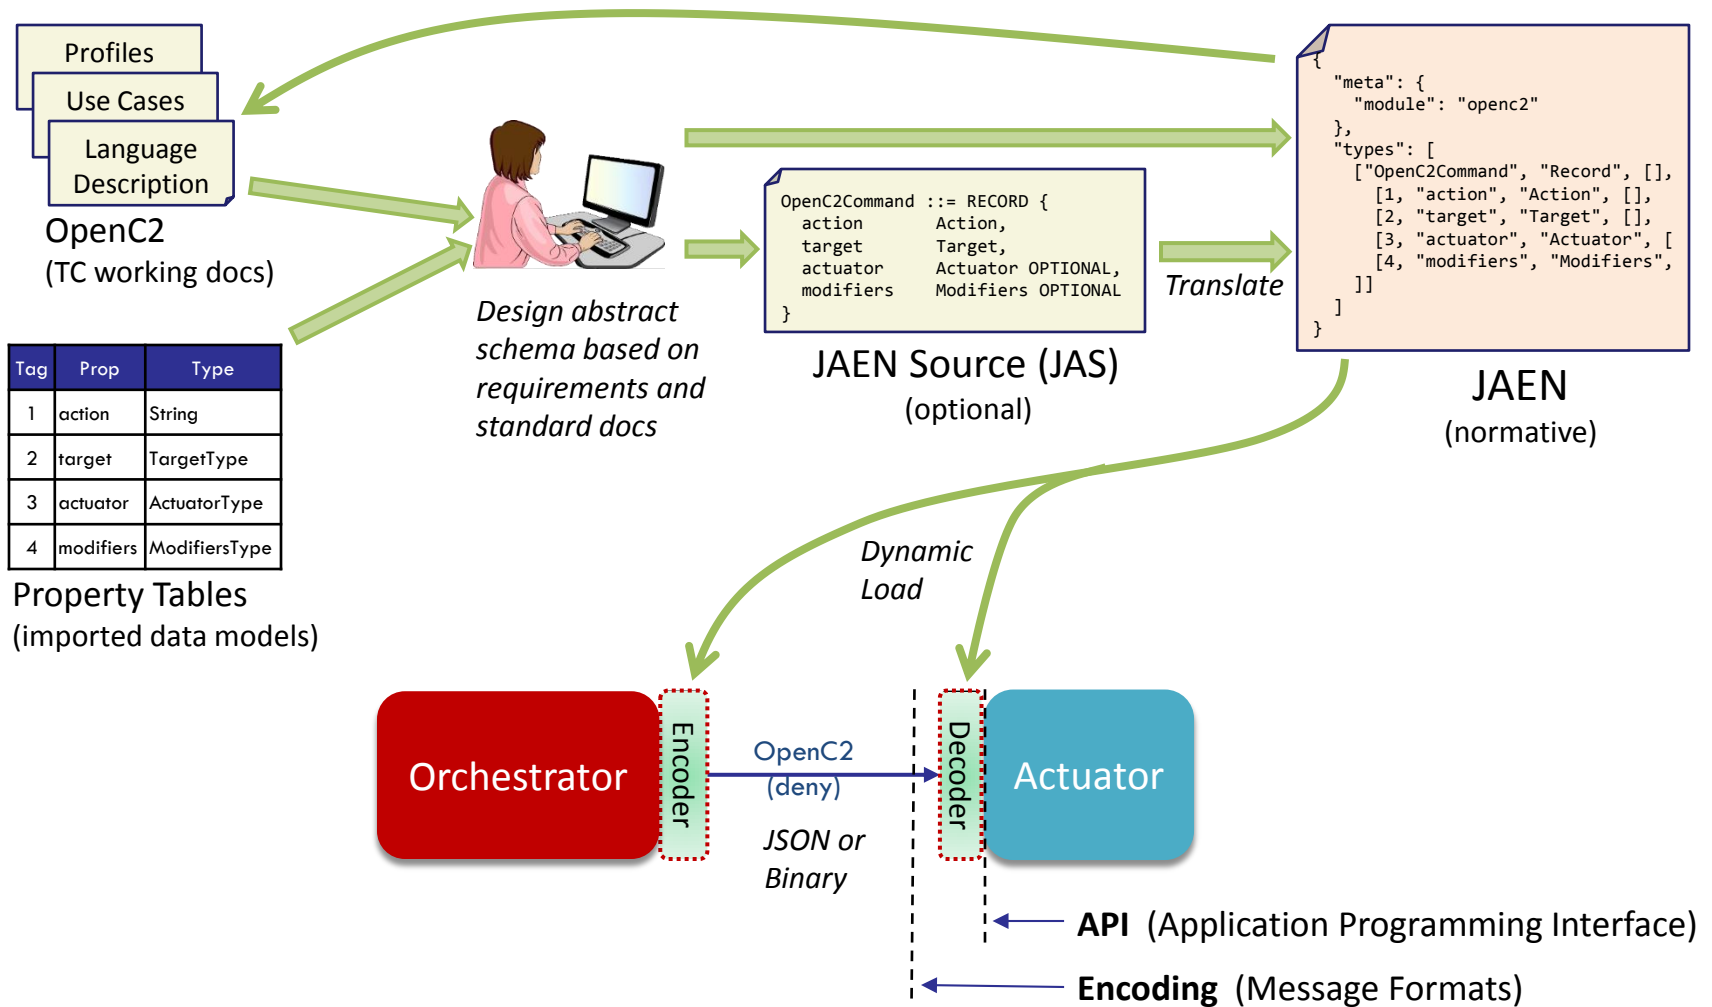 Profiles
Use Cases
Language
Description
OpenC2
(TC working docs)
Tag Prop Type
1 action String
2 target TargetType
3 actuator ActuatorType
4 modifiers ModifiersType
Property Tables
(imported data models)
Design abstract
schema based on
requirements and
standard docs
OpenC2Command ::= RECORD {
  action       Action,
  target       Target,
  actuator     Actuator OPTIONAL,
  modifiers    Modifiers OPTIONAL
}
JAEN Source (JAS)
(optional)
Translate
{
  "meta": {
    "module": "openc2"
  },
  "types": [
    ["OpenC2Command", "Record", [],
      [1, "action", "Action", [],
      [2, "target", "Target", [],
      [3, "actuator", "Actuator", [
      [4, "modifiers", "Modifiers",
    ]]
  ]
}
JAEN
(normative)
Dynamic
Load
Orchestrator
Encoder
OpenC2
(deny)
JSON or
Binary
Decoder
Actuator
API (Application Programming Interface)
Encoding (Message Formats)